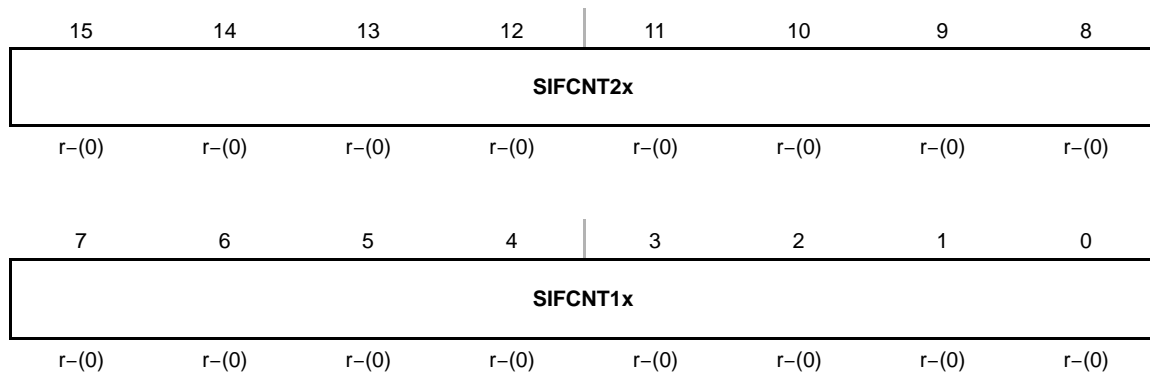 15 14 13 12 11 10 9 8
SIFCNT2x
r−(0) r−(0) r−(0) r−(0) r−(0) r−(0) r−(0) r−(0)
7 6 5 4 3 2 1 0
SIFCNT1x
r−(0) r−(0) r−(0) r−(0) r−(0) r−(0) r−(0) r−(0)